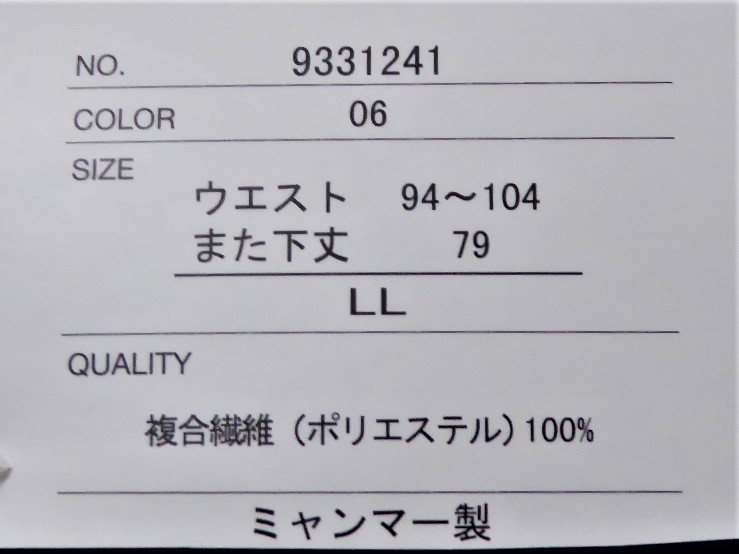 NO. 9331241
COLOR 06
SIZE
ウエスト 94～104
また下丈 79
LL
QUALITY
複合繊維（ポリエステル）100%
ミャンマー製